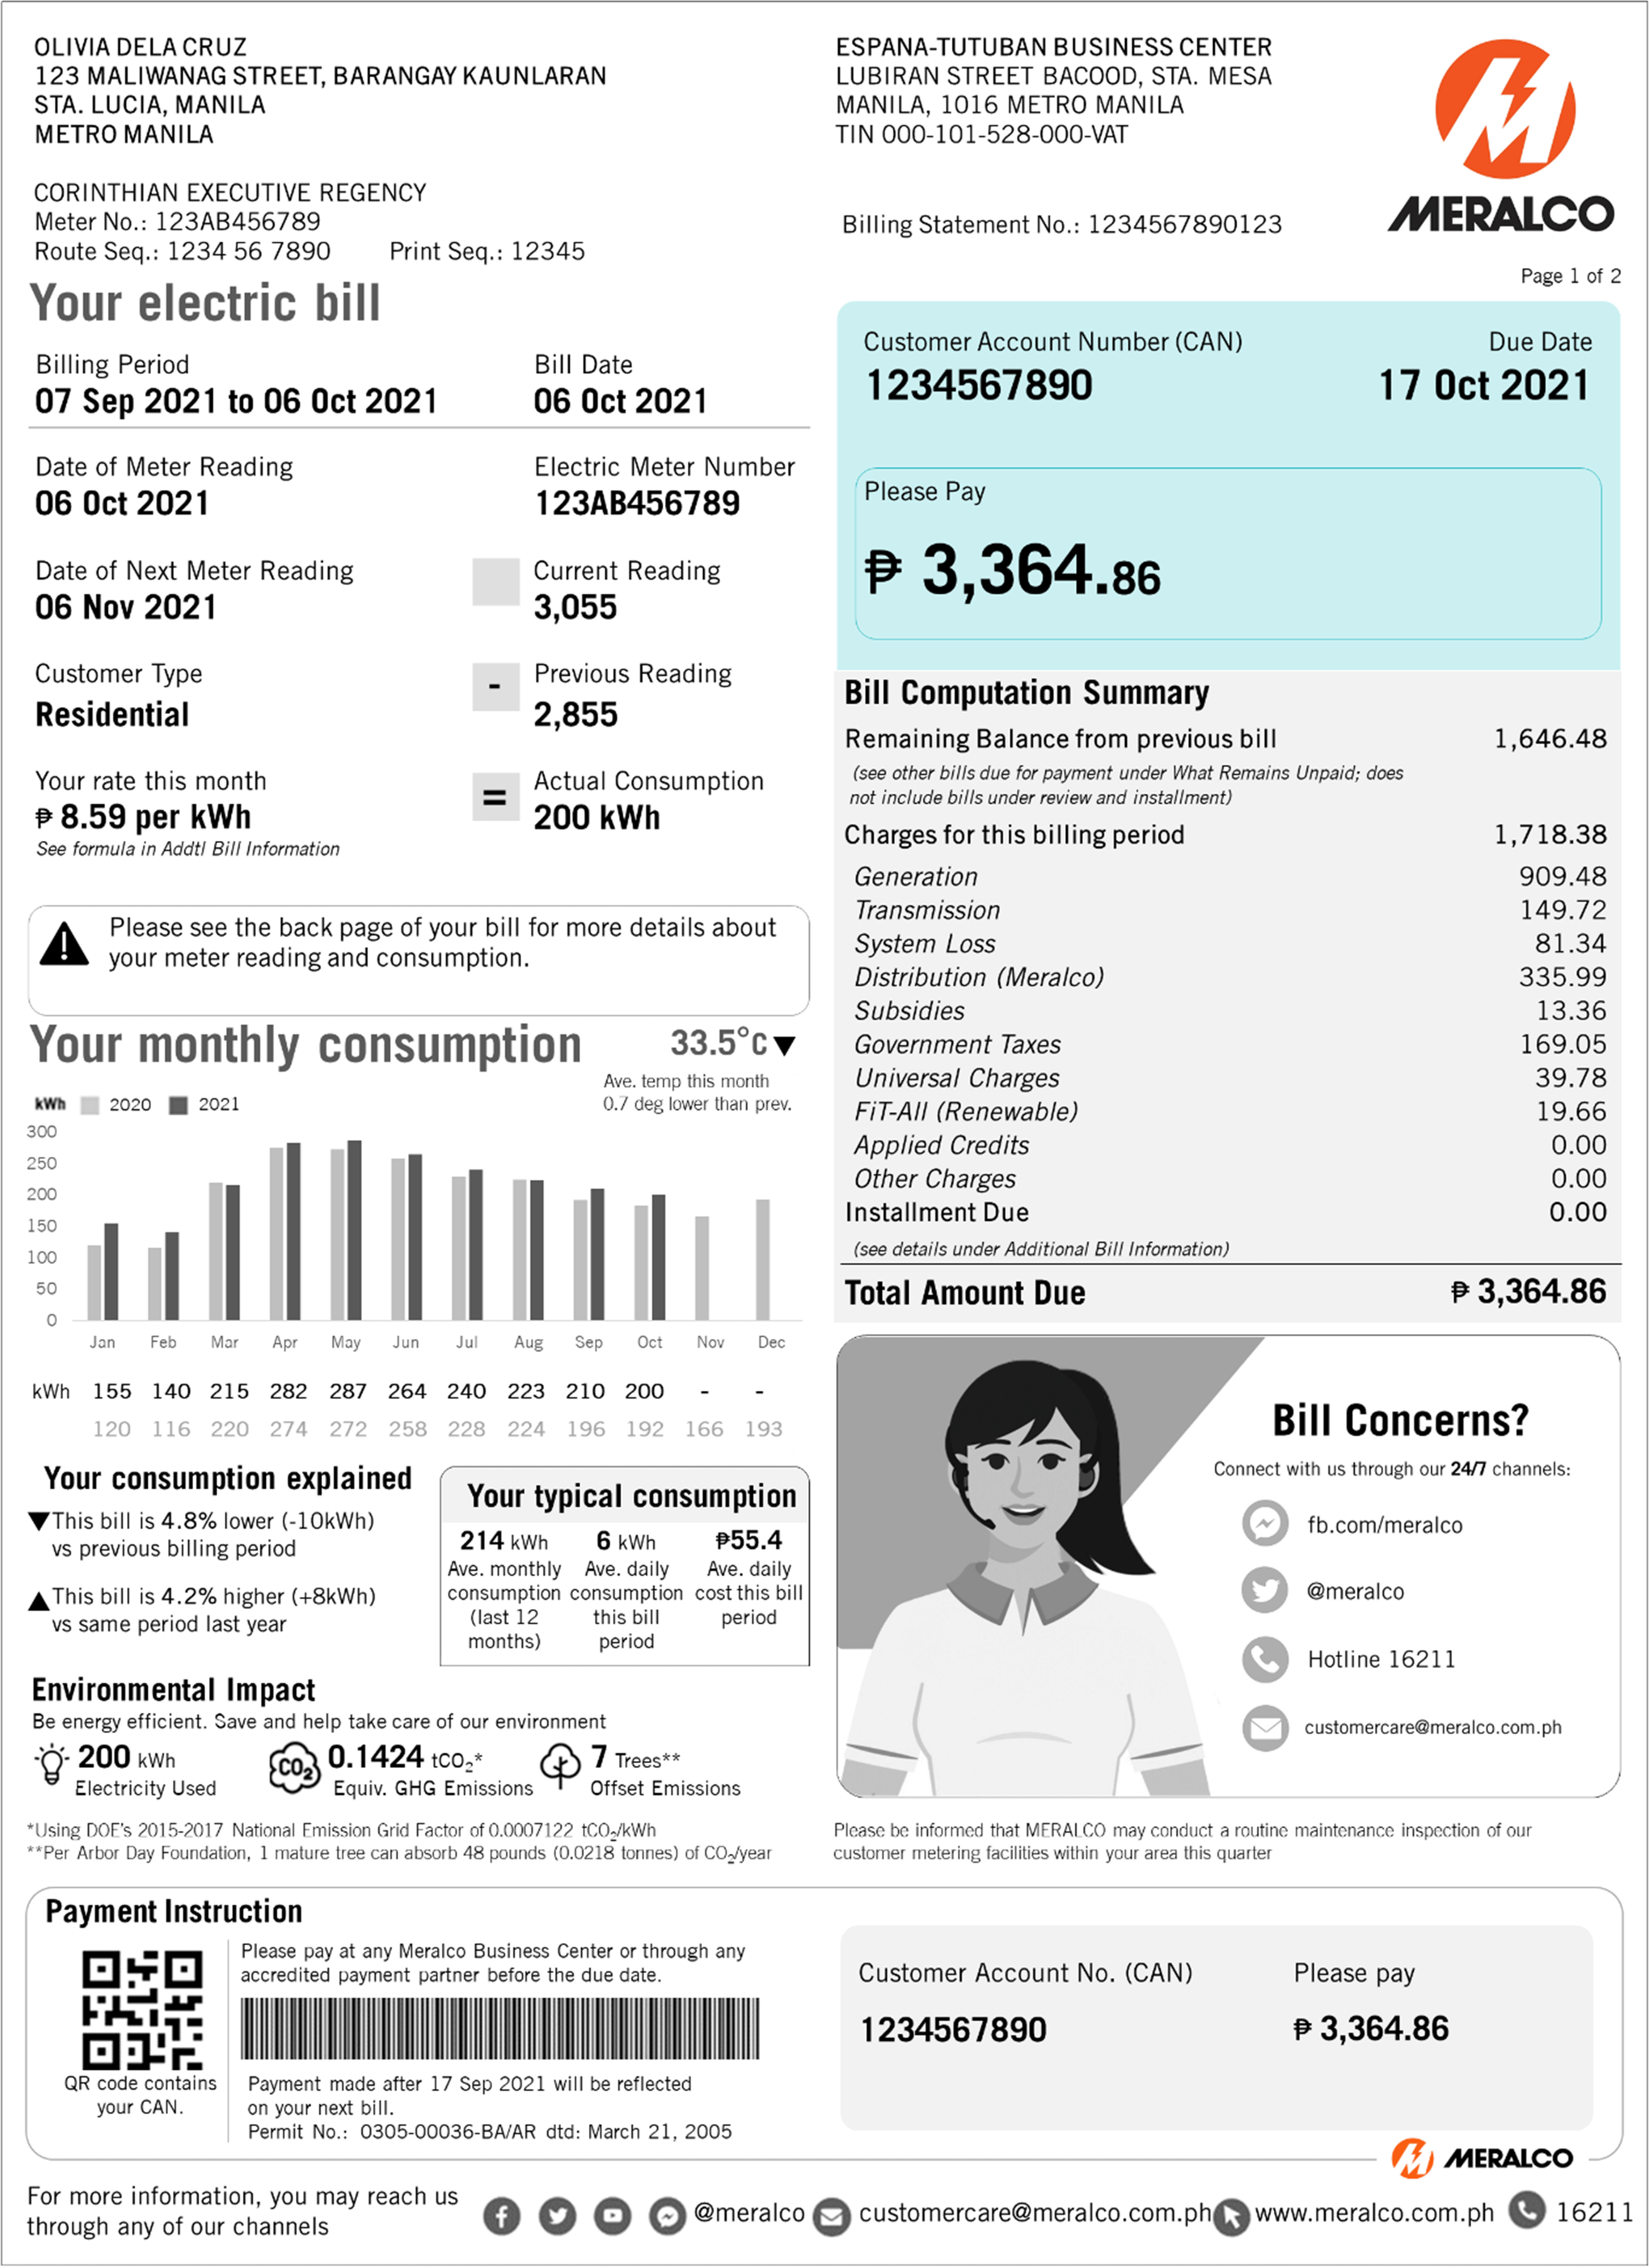 OLIVIA DELA CRUZ
123 MALIWANAG STREET, BARANGAY KAUNLARAN
STA. LUCIA, MANILA
METRO MANILA
CORINTHIAN EXECUTIVE REGENCY
Meter No.: 123AB456789
Route Seq.: 1234 56 7890 Print Seq.: 12345
ESPANA-TUTUBAN BUSINESS CENTER
LUBIRAN STREET BACOOD, STA. MESA
MANILA, 1016 METRO MANILA
TIN 000-101-528-000-VAT
Billing Statement No.: 1234567890123
MERALCO
Page 1 of 2
Your electric bill
Billing Period Bill Date
07 Sep 2021 to 06 Oct 2021 06 Oct 2021
Date of Meter Reading Electric Meter Number
06 Oct 2021 123AB456789
Date of Next Meter Reading Current Reading
06 Nov 2021 3,055
Customer Type - Previous Reading
Residential 2,855
Your rate this month = Actual Consumption
₱ 8.59 per kWh 200 kWh
See formula in Addtl Bill Information
Please see the back page of your bill for more details about
your meter reading and consumption.
Customer Account Number (CAN) Due Date
1234567890 17 Oct 2021
Please Pay
₱ 3,364.86
Bill Computation Summary
Remaining Balance from previous bill 1,646.48
(see other bills due for payment under What Remains Unpaid; does
not include bills under review and installment)
Charges for this billing period 1,718.38
Generation 909.48
Transmission 149.72
System Loss 81.34
Distribution (Meralco) 335.99
Subsidies 13.36
Government Taxes 169.05
Universal Charges 39.78
FiT-All (Renewable) 19.66
Applied Credits 0.00
Other Charges 0.00
Installment Due 0.00
(see details under Additional Bill Information)
Total Amount Due ₱ 3,364.86
Your monthly consumption
33.5°C▼
Ave. temp this month
0.7 deg lower than prev.
kWh 2020 2021
300
250
200
150
100
50
0
Jan Feb Mar Apr May Jun Jul Aug Sep Oct Nov Dec
kWh 155 140 215 282 287 264 240 223 210 200 - -
120 116 220 274 272 258 228 224 196 192 166 193
Your consumption explained
▼This bill is 4.8% lower (-10kWh)
vs previous billing period
▲This bill is 4.2% higher (+8kWh)
vs same period last year
Your typical consumption
214 kWh 6 kWh ₱55.4
Ave. monthly Ave. daily Ave. daily
consumption consumption cost this bill
(last 12 this bill period
months) period
Environmental Impact
Be energy efficient. Save and help take care of our environment
200 kWh CO₂ 0.1424 tCO₂* 7 Trees**
Electricity Used Equiv. GHG Emissions Offset Emissions
*Using DOE's 2015-2017 National Emission Grid Factor of 0.0007122 tCO₂/kWh
**Per Arbor Day Foundation, 1 mature tree can absorb 48 pounds (0.0218 tonnes) of CO₂/year
Bill Concerns?
Connect with us through our 24/7 channels:
fb.com/meralco
@meralco
Hotline 16211
customercare@meralco.com.ph
Please be informed that MERALCO may conduct a routine maintenance inspection of our
customer metering facilities within your area this quarter
Payment Instruction
QR code contains
your CAN.
Please pay at any Meralco Business Center or through any
accredited payment partner before the due date.
Payment made after 17 Sep 2021 will be reflected
on your next bill.
Permit No.: 0305-00036-BA/AR dtd: March 21, 2005
Customer Account No. (CAN) Please pay
1234567890 ₱ 3,364.86
MERALCO
For more information, you may reach us
through any of our channels
@meralco customercare@meralco.com.ph www.meralco.com.ph 16211